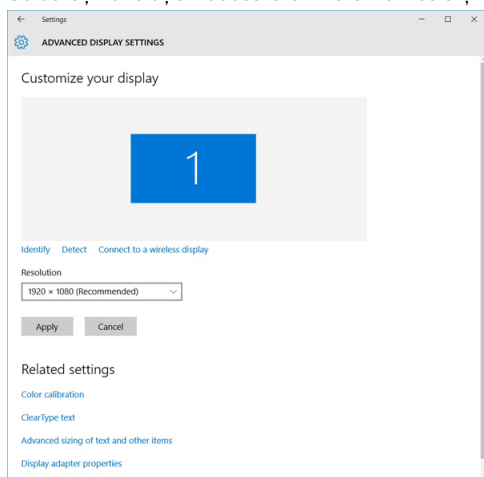 Settings
ADVANCED DISPLAY SETTINGS
Customize your display
1
Identify Detect Connect to a wireless display
Resolution
1920 × 1080 (Recommended)
Apply Cancel
Related settings
Color calibration
ClearType text
Advanced sizing of text and other items
Display adapter properties